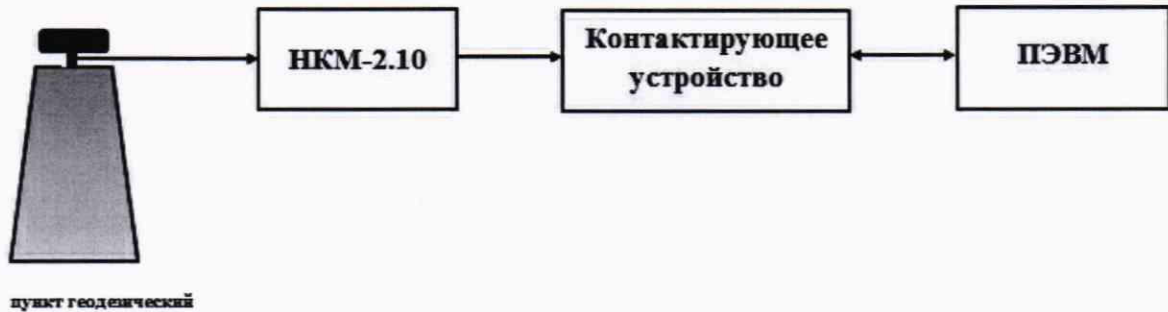 НКМ-2.10
Контактирующее
устройство
ПЭВМ
пункт геодезический